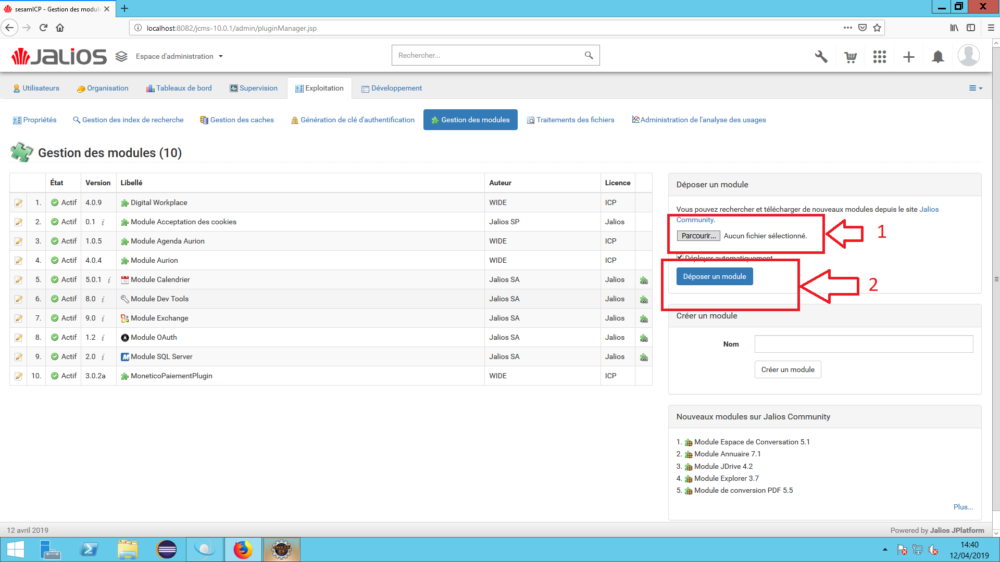 sesamICP - Gestion des module
localhost:8082/jcms-10.0.1/admin/pluginManager.jsp
JALIOS
Espace d'administration
Rechercher...
Utilisateurs
Organisation
Tableaux de bord
Supervision
Exploitation
Développement
Propriétés
Gestion des index de recherche
Gestion des caches
Génération de clé d'authentification
Gestion des modules
Traitements des fichiers
Administration de l'analyse des usages
Gestion des modules (10)
État Version Libellé Auteur Licence
1. Actif 4.0.9 Digital Workplace WIDE ICP
2. Actif 0.1 i Module Acceptation des cookies Jalios SP Jalios
3. Actif 1.0.5 Module Agenda Aurion WIDE ICP
4. Actif 4.0.4 Module Aurion WIDE ICP
5. Actif 5.0.1 i Module Calendrier Jalios SA Jalios
6. Actif 8.0 i Module Dev Tools Jalios SA Jalios
7. Actif 9.0 i Module Exchange Jalios SA Jalios
8. Actif 1.2 i Module OAuth Jalios SA Jalios
9. Actif 2.0 i Module SQL Server Jalios SA Jalios
10. Actif 3.0.2a MoneticoPaiementPlugin WIDE ICP
Déposer un module
Vous pouvez rechercher et télécharger de nouveaux modules depuis le site Jalios
Community.
Parcourir... Aucun fichier sélectionné.
1
Déployer automatiquement
Déposer un module
2
Créer un module
Nom
Créer un module
Nouveaux modules sur Jalios Community
1. Module Espace de Conversation 5.1
2. Module Annuaire 7.1
3. Module JDrive 4.2
4. Module Explorer 3.7
5. Module de conversion PDF 5.5
Plus...
12 avril 2019
Powered by Jalios JPlatform
Java EE
IDE
14:40
12/04/2019